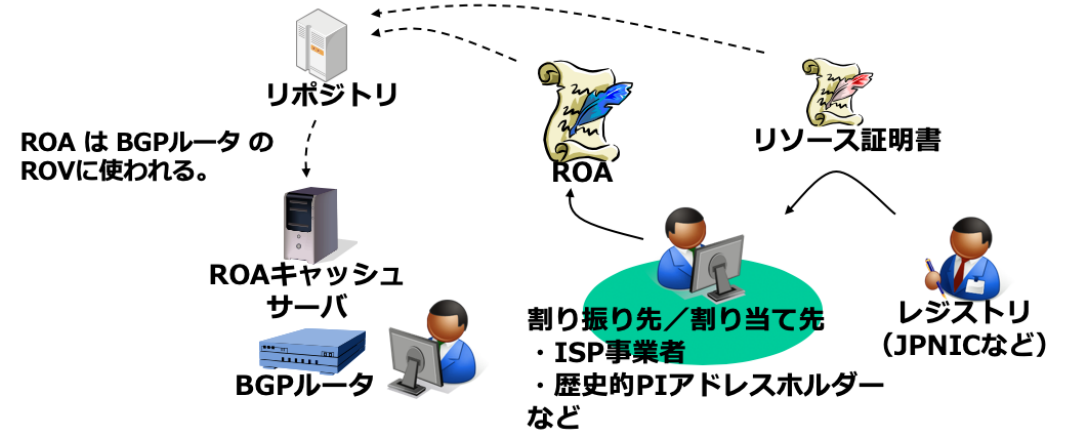 リポジトリ
ROA は BGPルータ の
ROVに使われる。
ROA
リソース証明書
ROAキャッシュ
サーバ
BGPルータ
割り振り先／割り当て先
・ISP事業者
・歴史的PIアドレスホルダー
など
レジストリ
（JPNICなど）